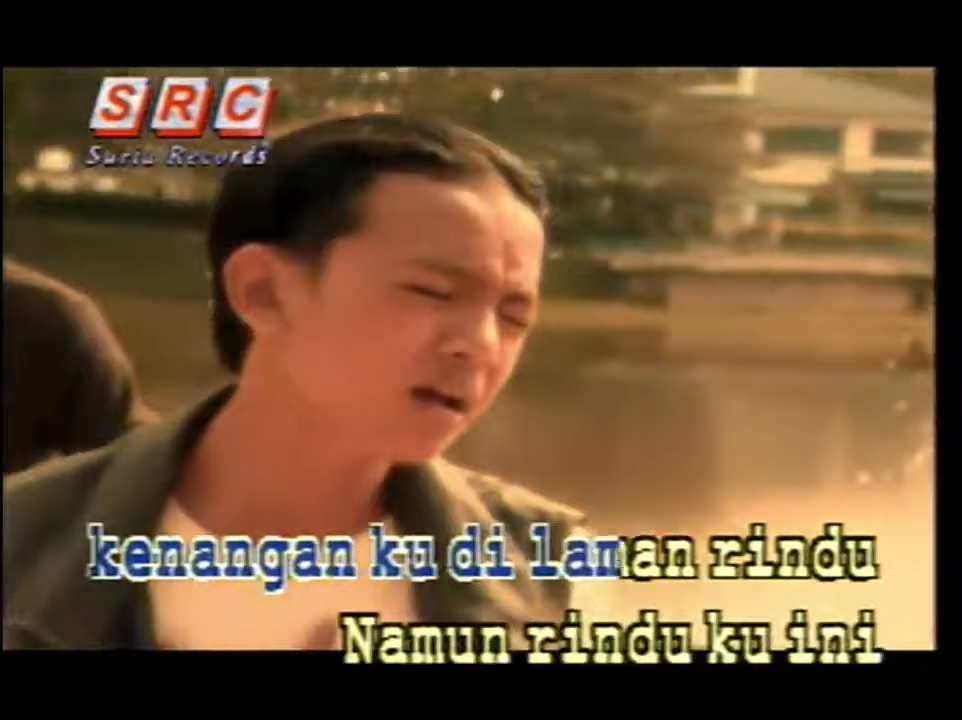 SRC
Suria Records
kenangan ku di laman rindu
Namun rindu ku ini